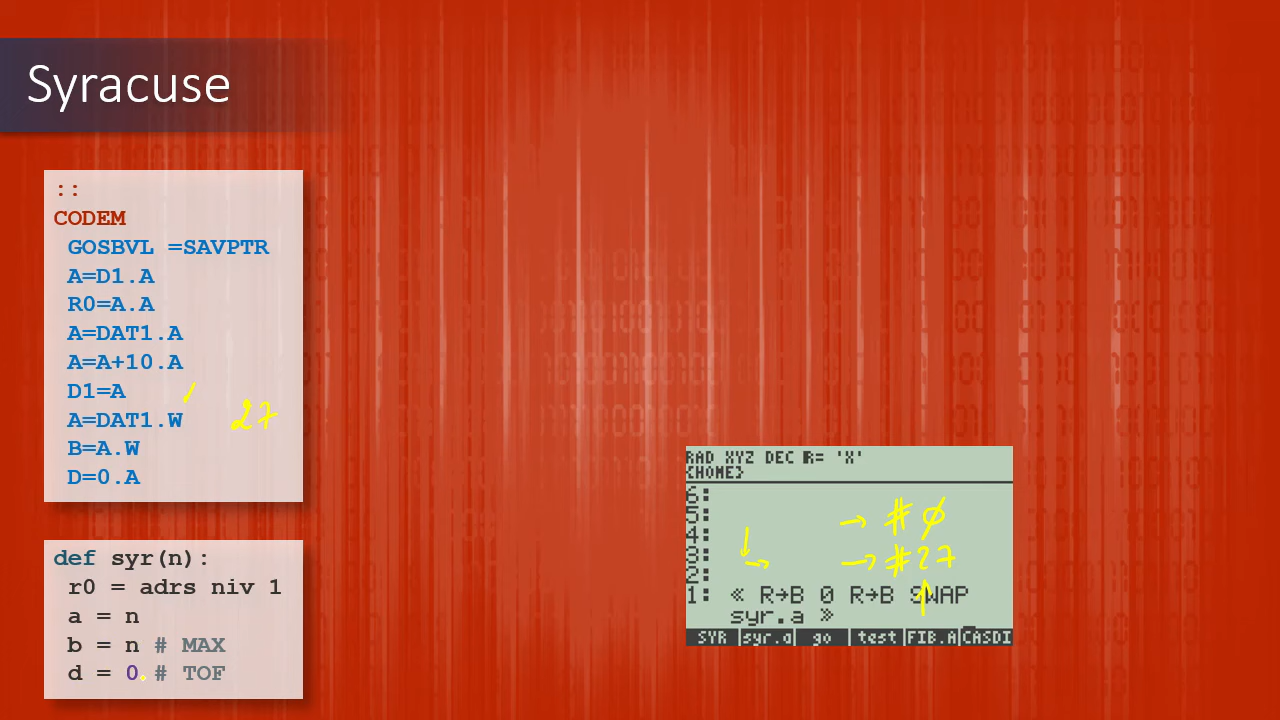 Syracuse
::
CODEM
GOSBVL =SAVPTR
A=D1.A
R0=A.A
A=DAT1.A
A=A+10.A
D1=A
A=DAT1.W
27
B=A.W
D=0.A
def syr(n):
r0 = adrs niv 1
a = n
b = n # MAX
d = 0. # TOF
RAD XYZ DEC R= 'X'
{HOME}
6:
5:
→ #0
4:
3:
→ #27
2:
1: « R→B 0 R→B SWAP
syr.a »
SYR syr.a go test FIB.A CASDI